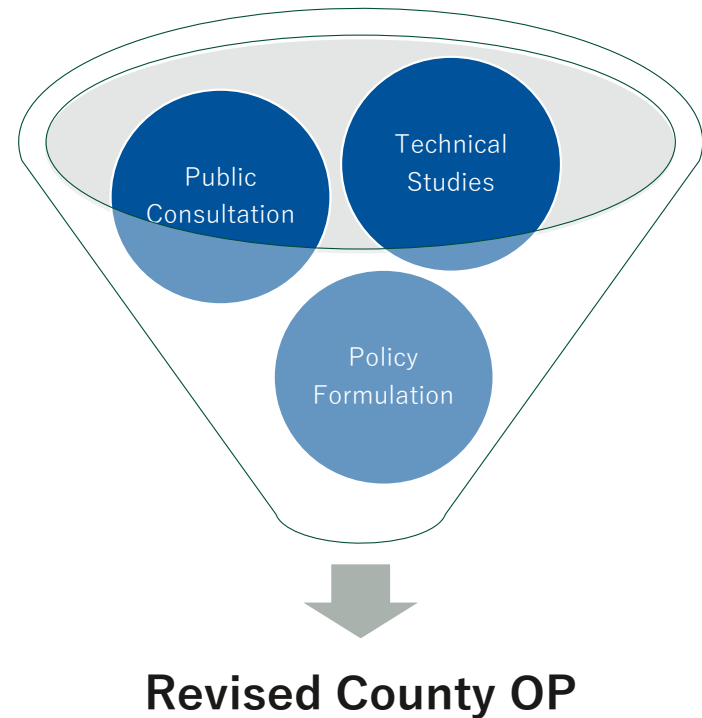 Technical
Studies
Public
Consultation
Policy
Formulation
Revised County OP